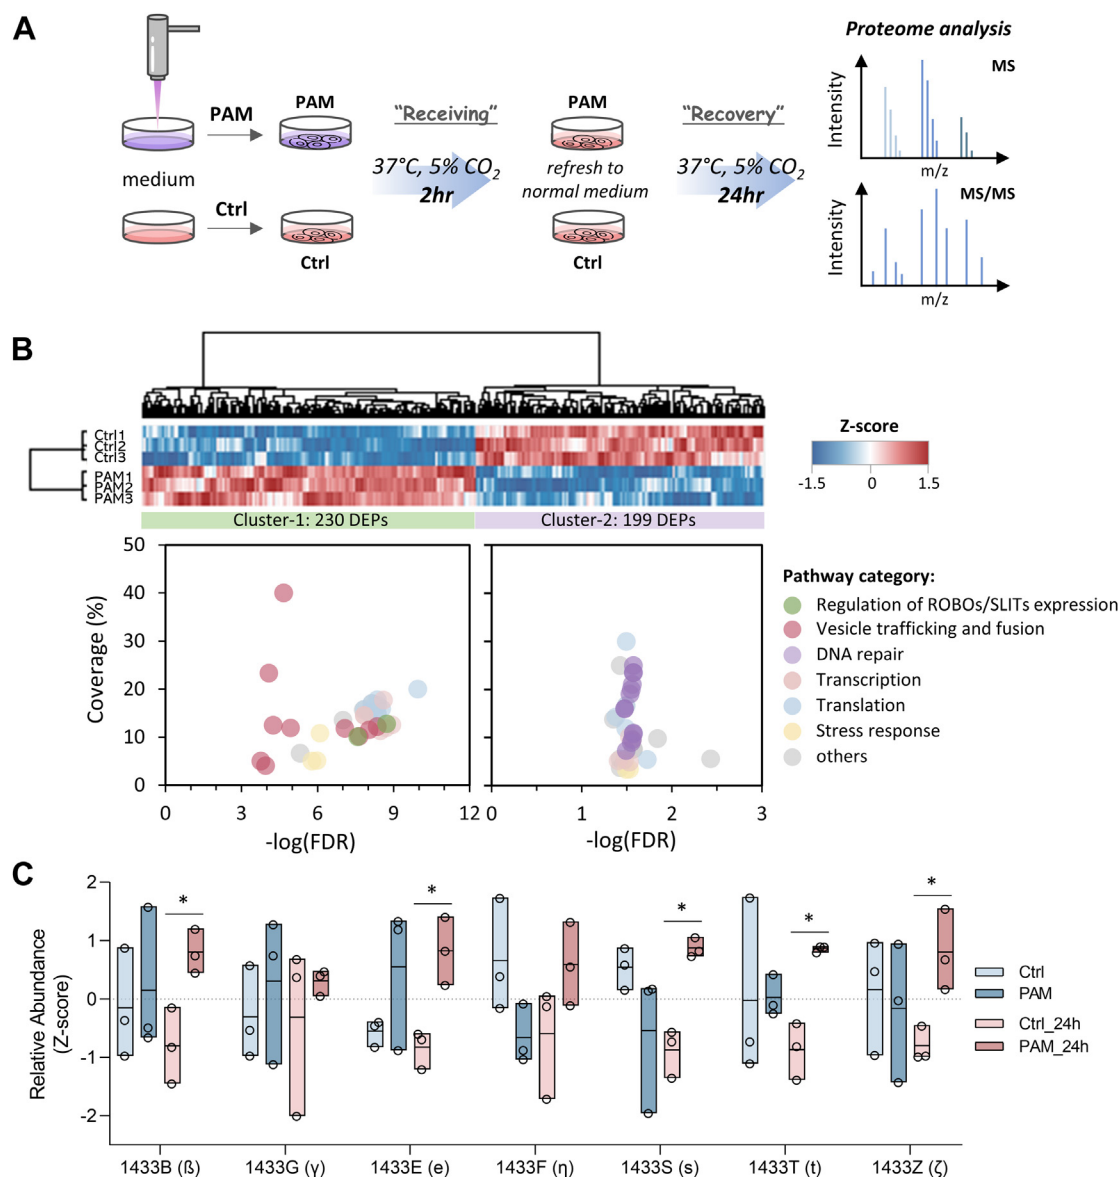 A
Proteome analysis
MS
Intensity
m/z
PAM
PAM
"Receiving"
PAM
"Recovery"
medium
37°C, 5% CO2
2hr
refresh to
normal medium
37°C, 5% CO2
24hr
Ctrl
Ctrl
Ctrl
MS/MS
Intensity
m/z
B
Ctrl1
Ctrl2
Ctrl3
PAM1
PAM2
PAM3
Z-score
-1.5 0 1.5
Cluster-1: 230 DEPs
Cluster-2: 199 DEPs
Coverage (%)
50
40
30
20
10
0
0 3 6 9 12
-log(FDR)
0 1 2 3
-log(FDR)
Pathway category:
Regulation of ROBOs/SLITs expression
Vesicle trafficking and fusion
DNA repair
Transcription
Translation
Stress response
others
C
Relative Abundance
(Z-score)
2
1
0
-1
-2
* * * * *
1433B (ß) 1433G (γ) 1433E (e) 1433F (η) 1433S (s) 1433T (t) 1433Z (ζ)
Ctrl
PAM
Ctrl_24h
PAM_24h